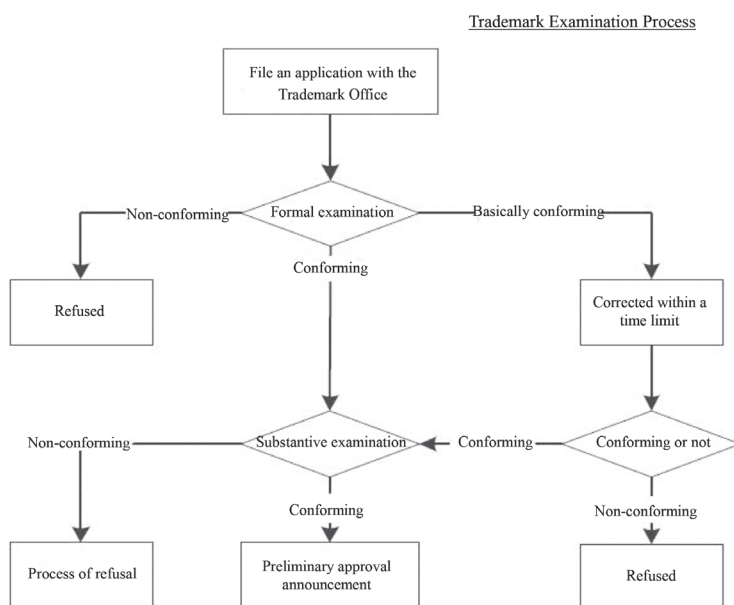 Trademark Examination Process
File an application with the
Trademark Office
Non-conforming
Formal examination
Basically conforming
Conforming
Refused
Corrected within a
time limit
Non-conforming
Substantive examination
Conforming
Conforming or not
Conforming
Non-conforming
Process of refusal
Preliminary approval
announcement
Refused